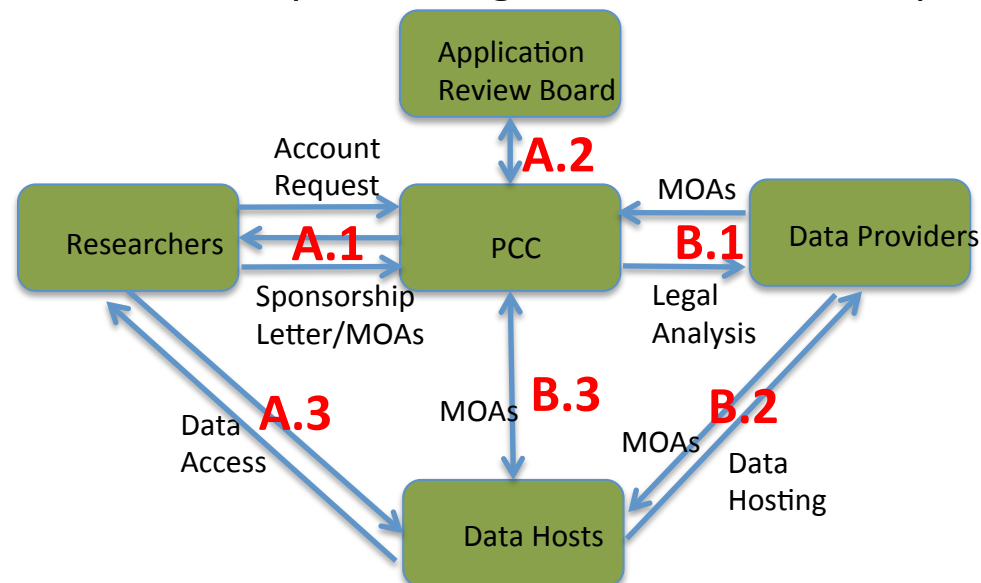 Application
Review Board
A.2
Account
Request
MOAs
Researchers
A.1
PCC
B.1
Data Providers
Sponsorship
Letter/MOAs
Legal
Analysis
A.3
MOAs
B.3
B.2
Data
Access
MOAs
Data
Hosting
Data Hosts